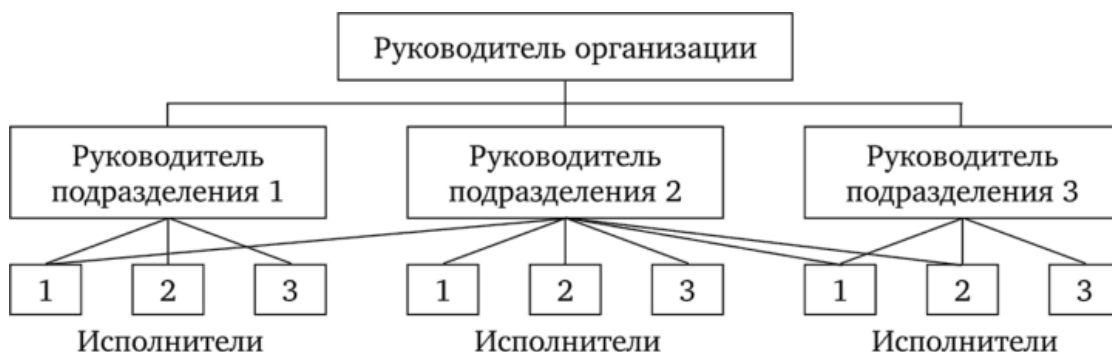 Руководитель организации
Руководитель
подразделения 1
Руководитель
подразделения 2
Руководитель
подразделения 3
1 2 3
1 2 3
1 2 3
Исполнители
Исполнители
Исполнители